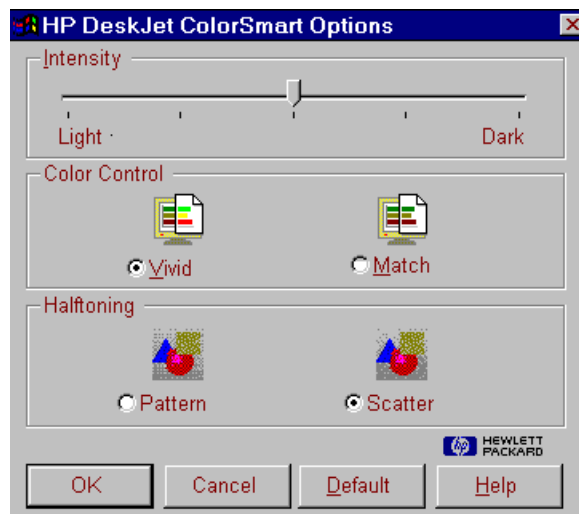 HP DeskJet ColorSmart Options
Intensity
Light
Dark
Color Control
Vivid
Match
Halftoning
Pattern
Scatter
hp HEWLETT
PACKARD
OK
Cancel
Default
Help